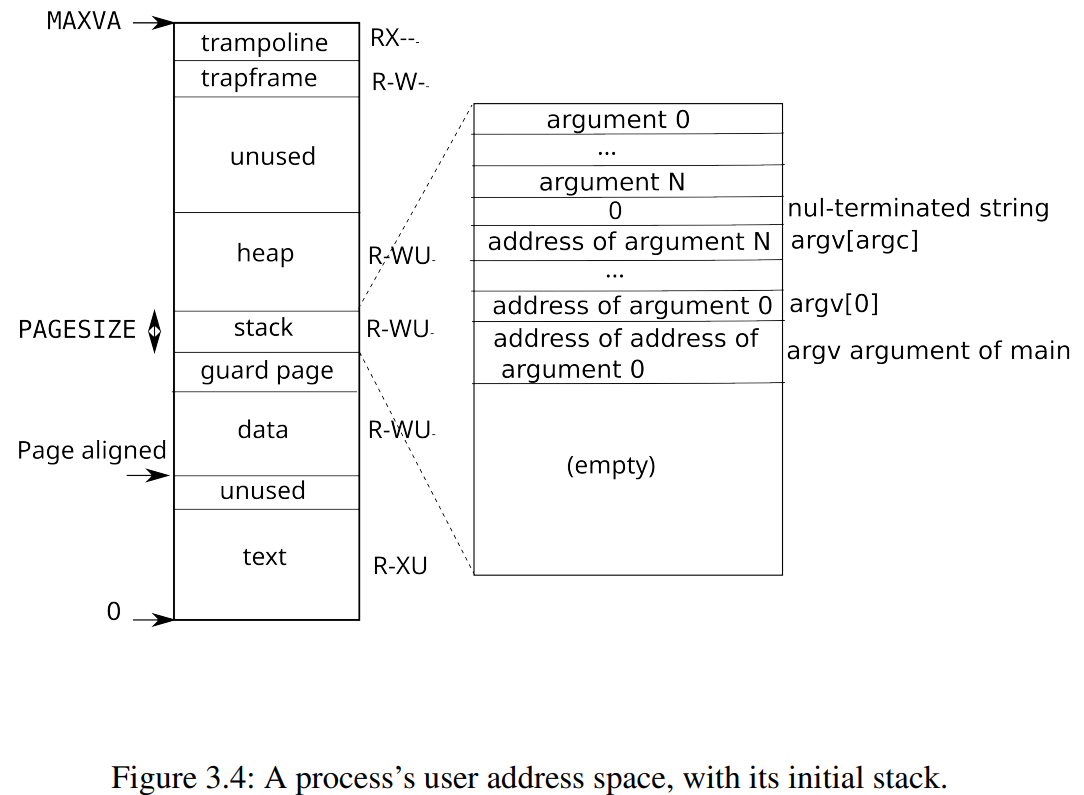 MAXVA
trampoline RX--
trapframe R-W-
unused
heap R-WU
PAGESIZE stack R-WU
guard page
data R-WU
Page aligned
unused
text R-XU
0
argument 0
...
argument N
0 nul-terminated string
address of argument N argv[argc]
...
address of argument 0 argv[0]
address of address of
argument 0
argv argument of main
(empty)
Figure 3.4: A process's user address space, with its initial stack.